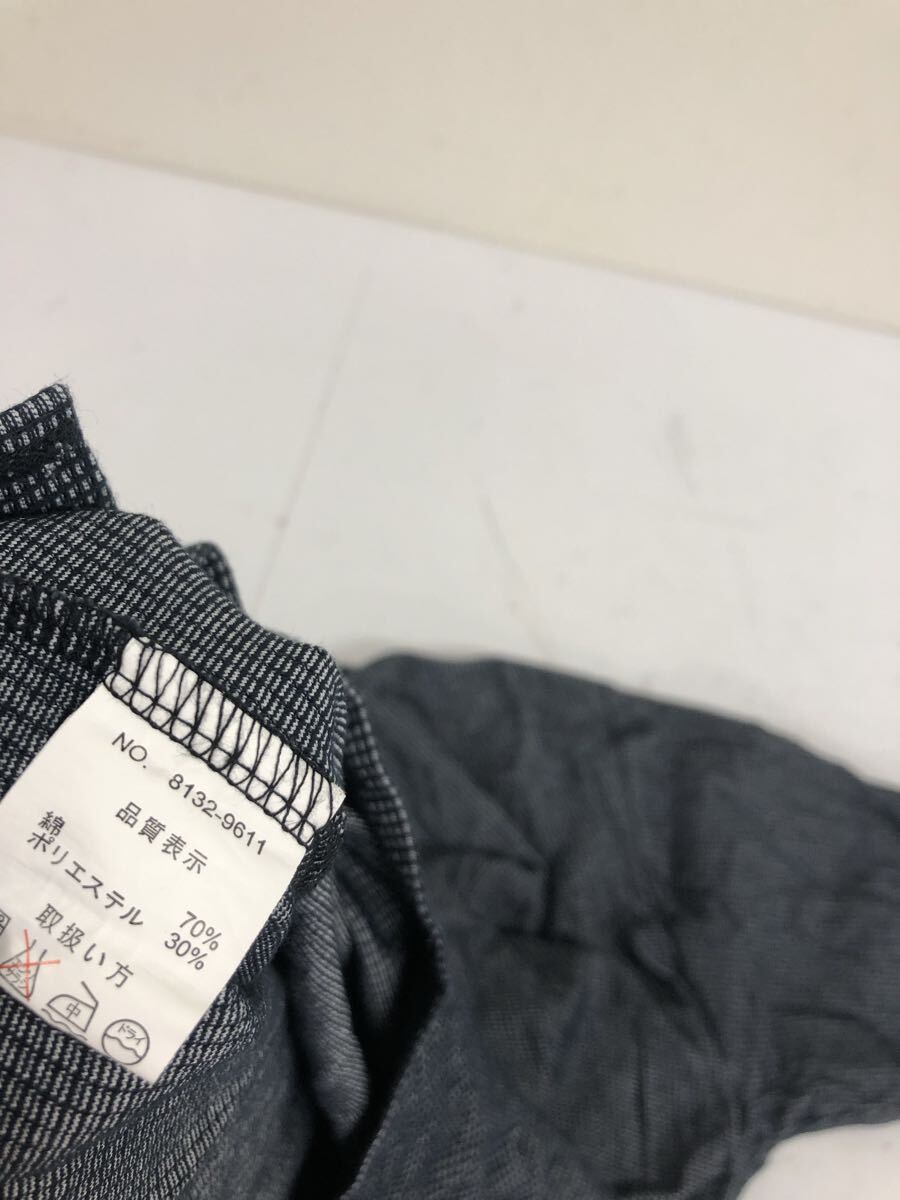 NO. 8132-9611
品質表示
綿 70%
ポリエステル 30%
取扱い方
中
ドライ